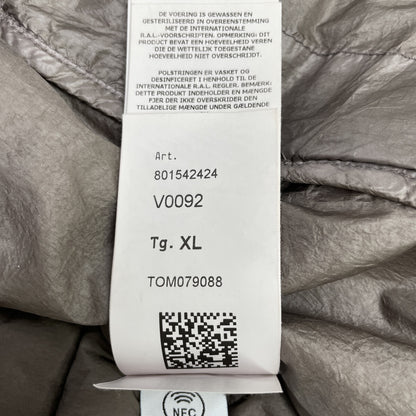 DE VOERING IS GEWASSEN EN
GESTERILISEERD IN OVEREENSTEMMING
MET DE INTERNATIONALE
R.A.L.-VOORSCHRIFTEN. OPMERKING: DIT
PRODUKT BEVAT EEN HOEVEELHEID VEREN
DIE DE WETTELIJK TOEGESTANE
HOEVEELHEID NIET OVERSCHRIJDEN.
POLSTRINGEN ER VASKET OG
DESINFICERET I HENHOLD TIL DE
INTERNATIONALE R.A.L. REGLER. BEMÆRK:
DETTE PRODUKT INDEHOLDER EN MÆNGDE
FJER DER IKKE OVERSKRIDER DEN
TILLADELIGE MÆNGDE UNDER GÆLDENDE
Art.
801542424
V0092
Tg. XL
TOM079088
NFC